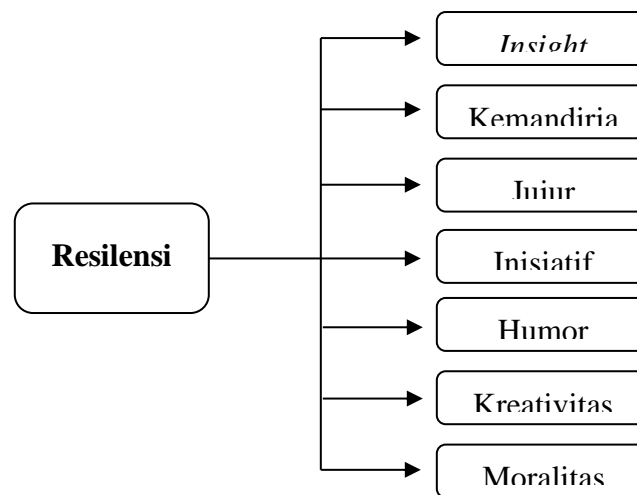 Insight
Kemandiria
Jujur
Resilensi
Inisiatif
Humor
Kreativitas
Moralitas